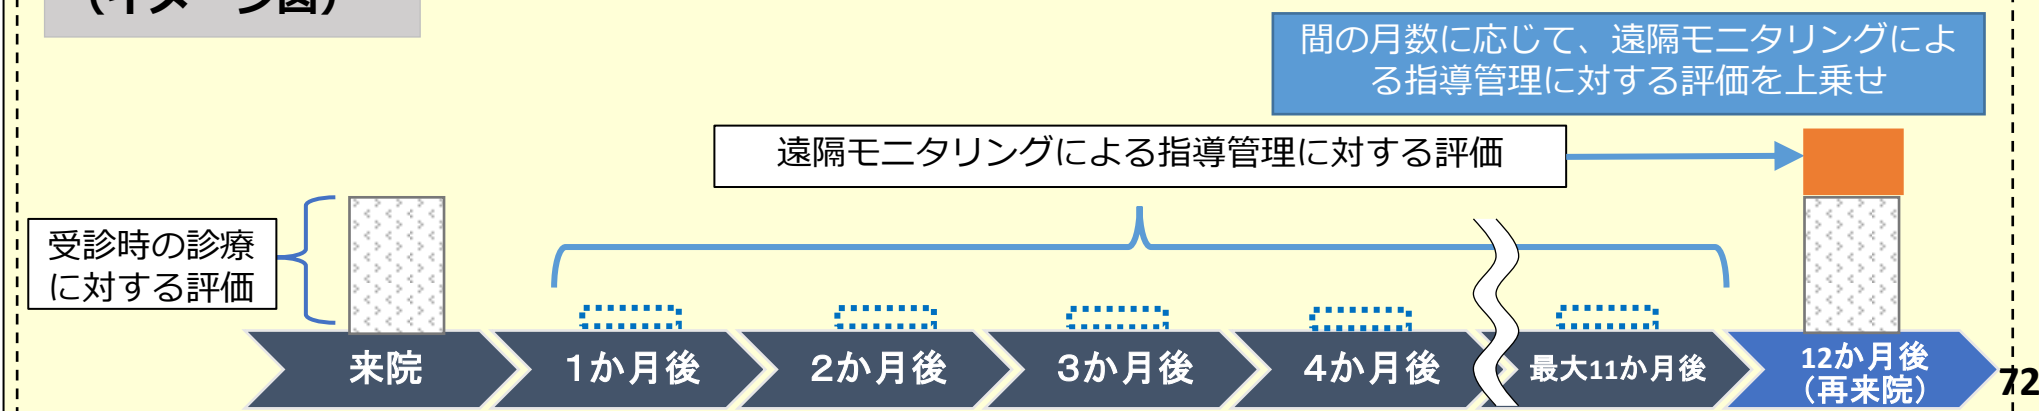 （イメージ図）
間の月数に応じて、遠隔モニタリングによ
る指導管理に対する評価を上乗せ
遠隔モニタリングによる指導管理に対する評価
受診時の診療
に対する評価
来院
1か月後
2か月後
3か月後
4か月後
最大11か月後
12か月後
（再来院）
72